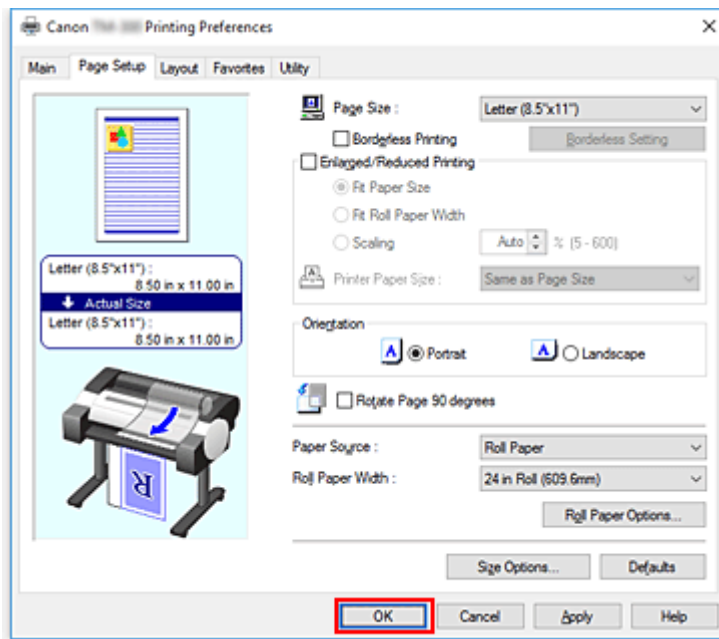 Canon Printing Preferences
Main Page Setup Layout Favorites Utility
Page Size : Letter (8.5"x11")
Borderless Printing Borderless Setting
Enlarged/Reduced Printing
Fit Paper Size
Fit Roll Paper Width
Scaling Auto % (5 - 600)
Printer Paper Size : Same as Page Size
Letter (8.5"x11") :
8.50 in x 11.00 in
Actual Size
Letter (8.5"x11") :
8.50 in x 11.00 in
Orientation
A Portrait A Landscape
Rotate Page 90 degrees
Paper Source : Roll Paper
Roll Paper Width : 24 in Roll (609.6mm)
Roll Paper Options...
R
Size Options... Defaults
OK Cancel Apply Help